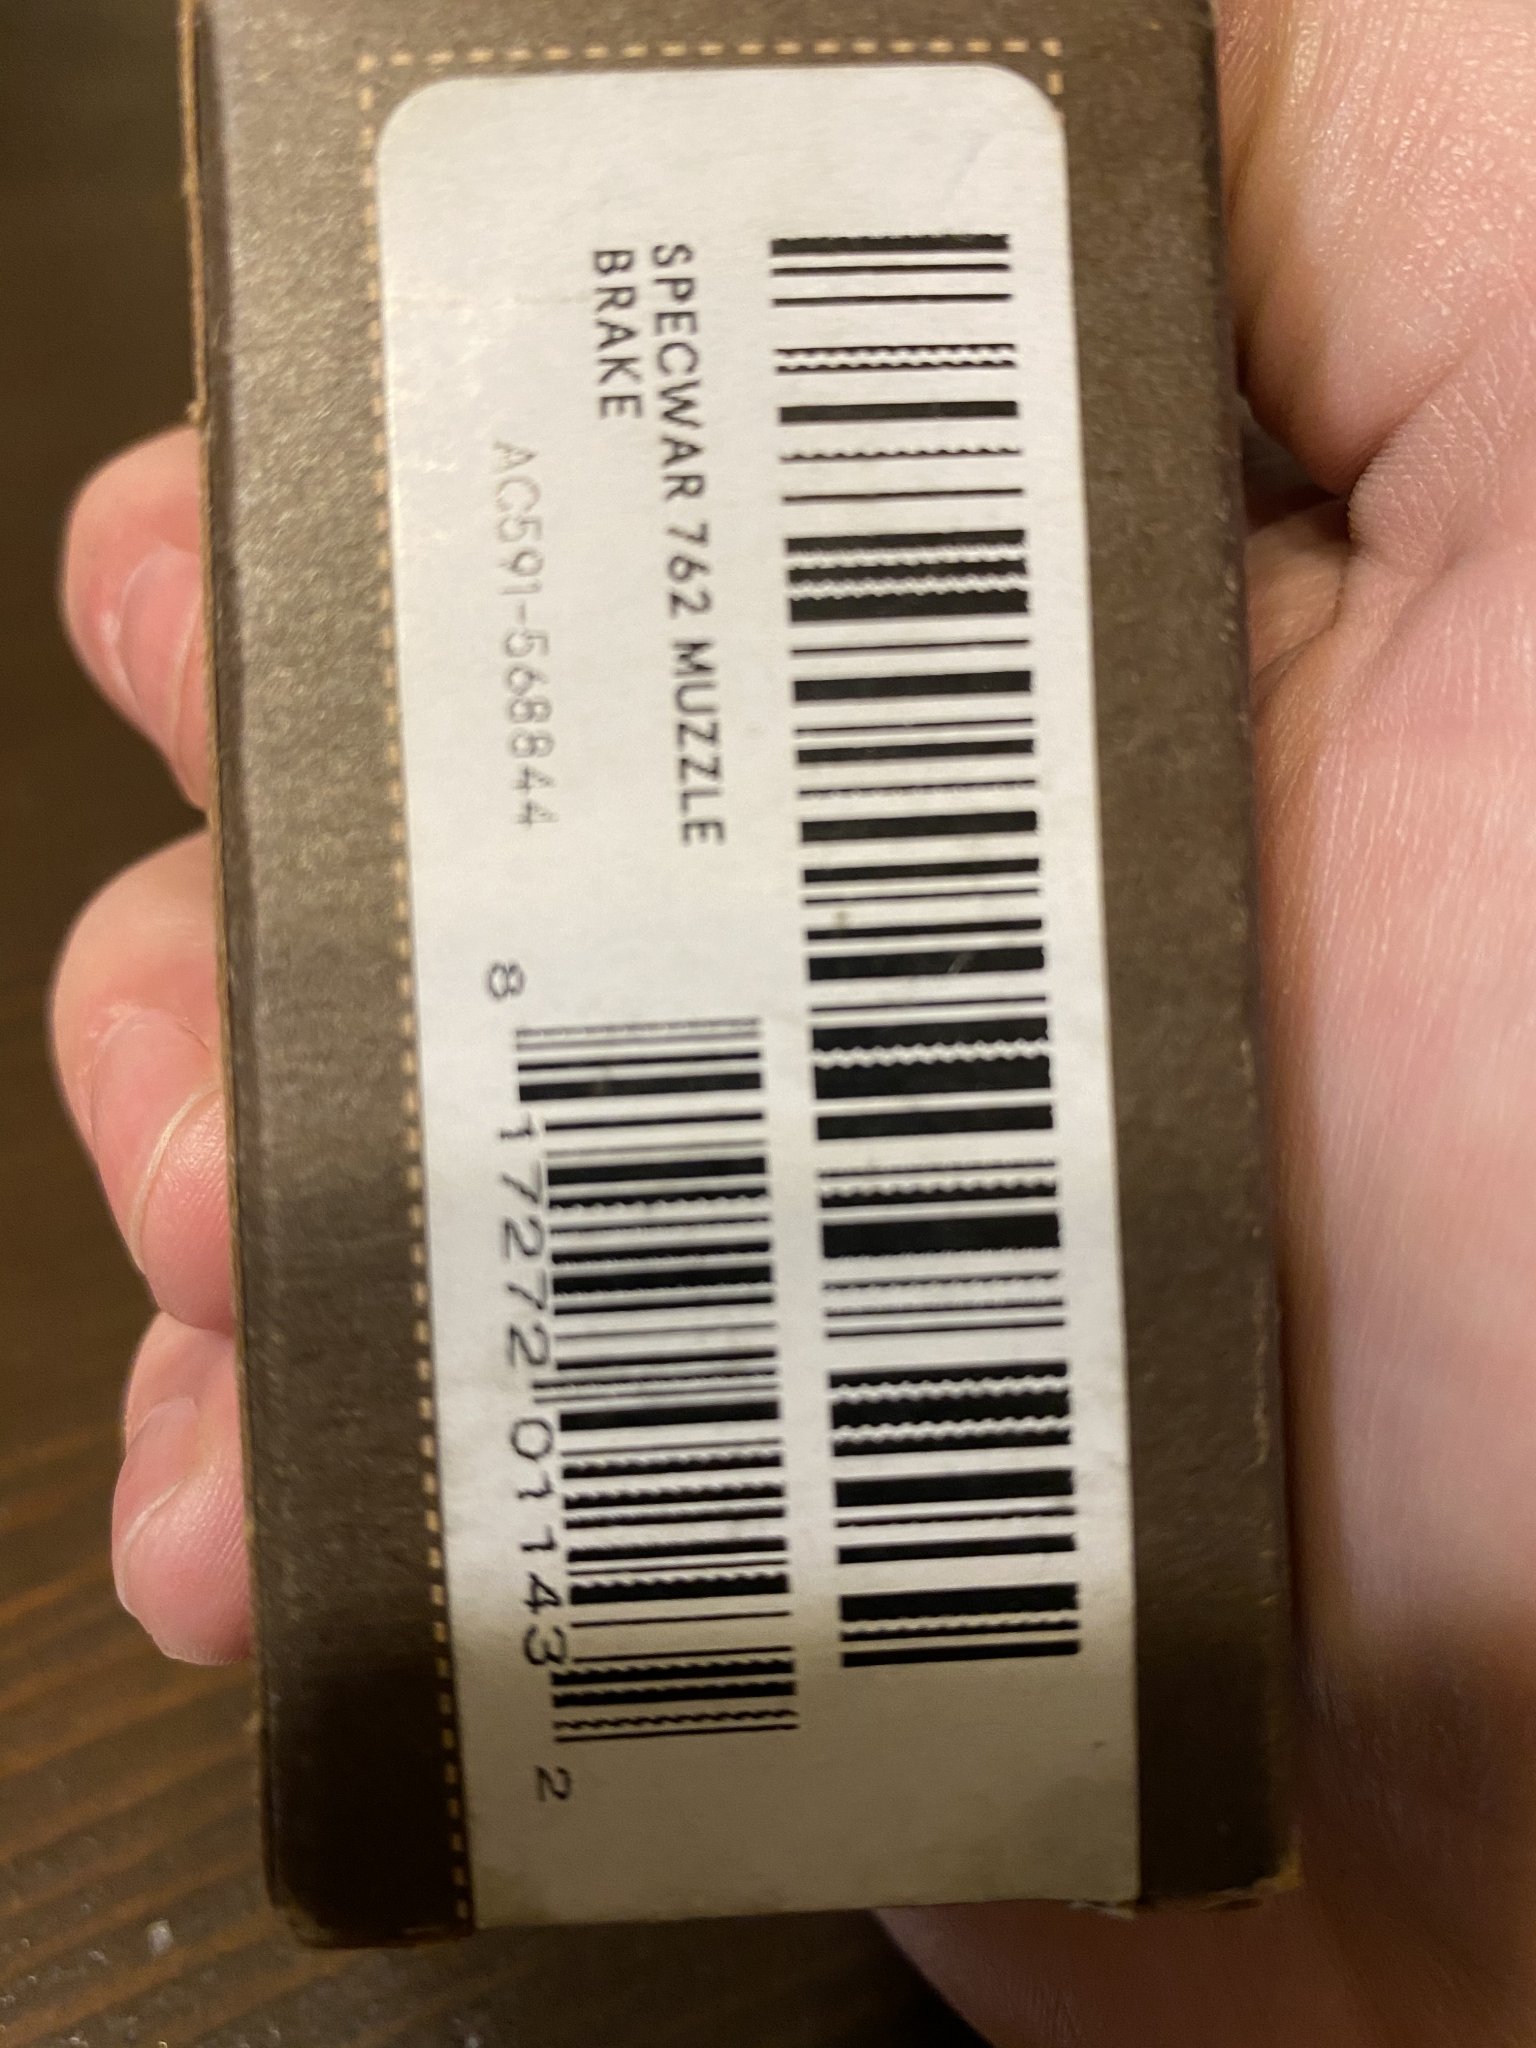 SPECWAR 762 MUZZLE
BRAKE
AC591-568844
8 17272 01143 2